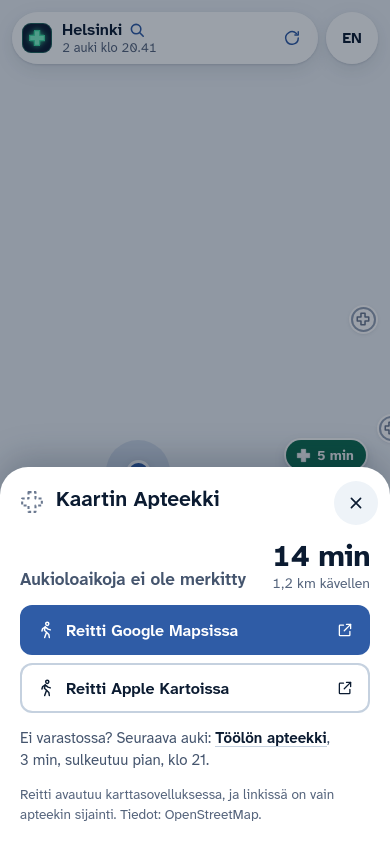 Helsinki
2 auki klo 20.41
EN
5 min
Kaartin Apteekki
14 min
Aukioloaikoja ei ole merkitty
1,2 km kävellen
Reitti Google Mapsissa
Reitti Apple Kartoissa
Ei varastossa? Seuraava auki: Töölön apteekki,
3 min, sulkeutuu pian, klo 21.
Reitti avautuu karttasovelluksessa, ja linkissä on vain
apteekin sijainti. Tiedot: OpenStreetMap.